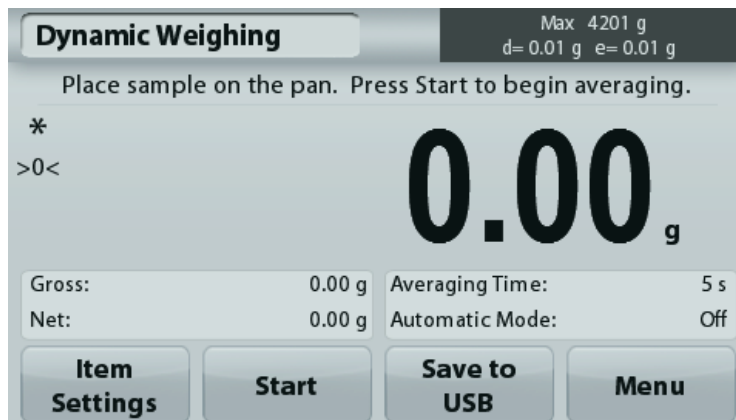 Dynamic Weighing
Max 4201 g
d= 0.01 g e= 0.01 g
Place sample on the pan. Press Start to begin averaging.
*
>0<
0.00 g
Gross: 0.00 g
Net: 0.00 g
Averaging Time: 5 s
Automatic Mode: Off
Item
Settings
Start
Save to
USB
Menu